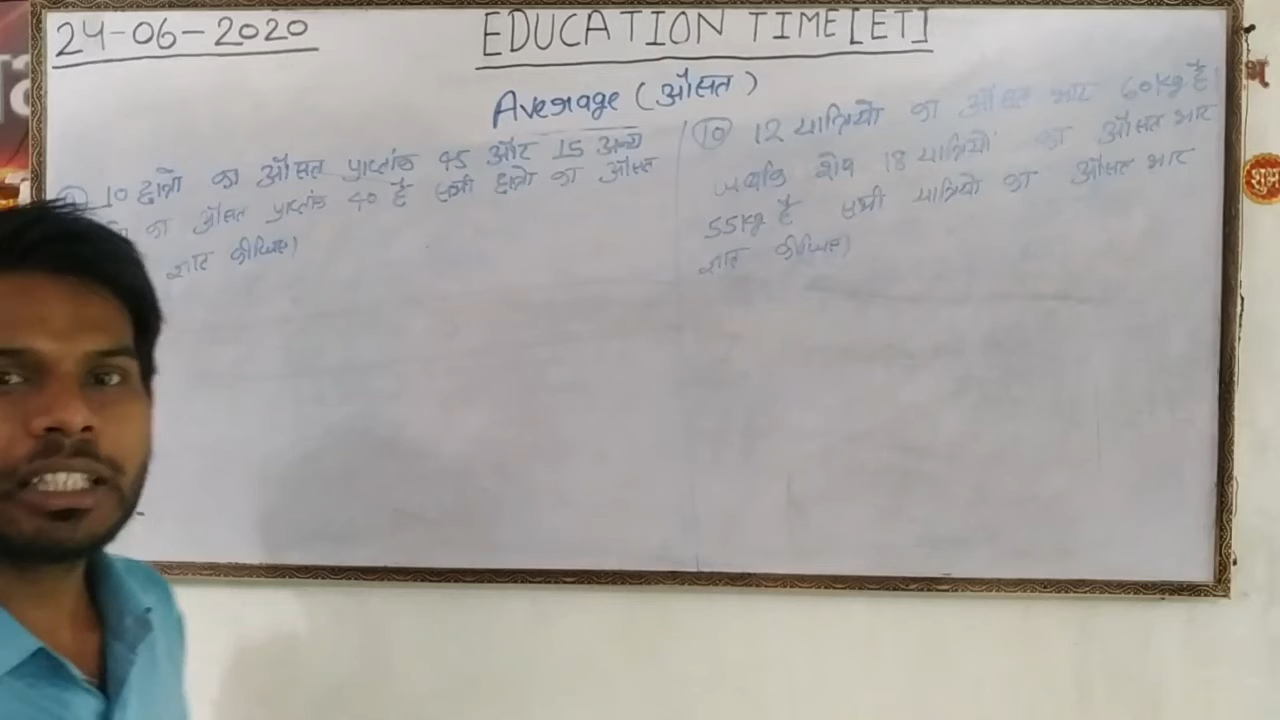 24-06-2020
EDUCATION TIME[ET]
Average (औसत)
10 छात्रो का औसत प्राप्तांक 45 और 15 अन्य
का औसत प्राप्तांक 40 है सभी छात्रो का औसत
ज्ञात कीजिए।
10 12 यात्रियो का औसत भार 60kg है।
जबकि शेष 18 यात्रियों का औसत भार
55kg है सभी यात्रियो का औसत भार
ज्ञात कीजिए।
शुभ